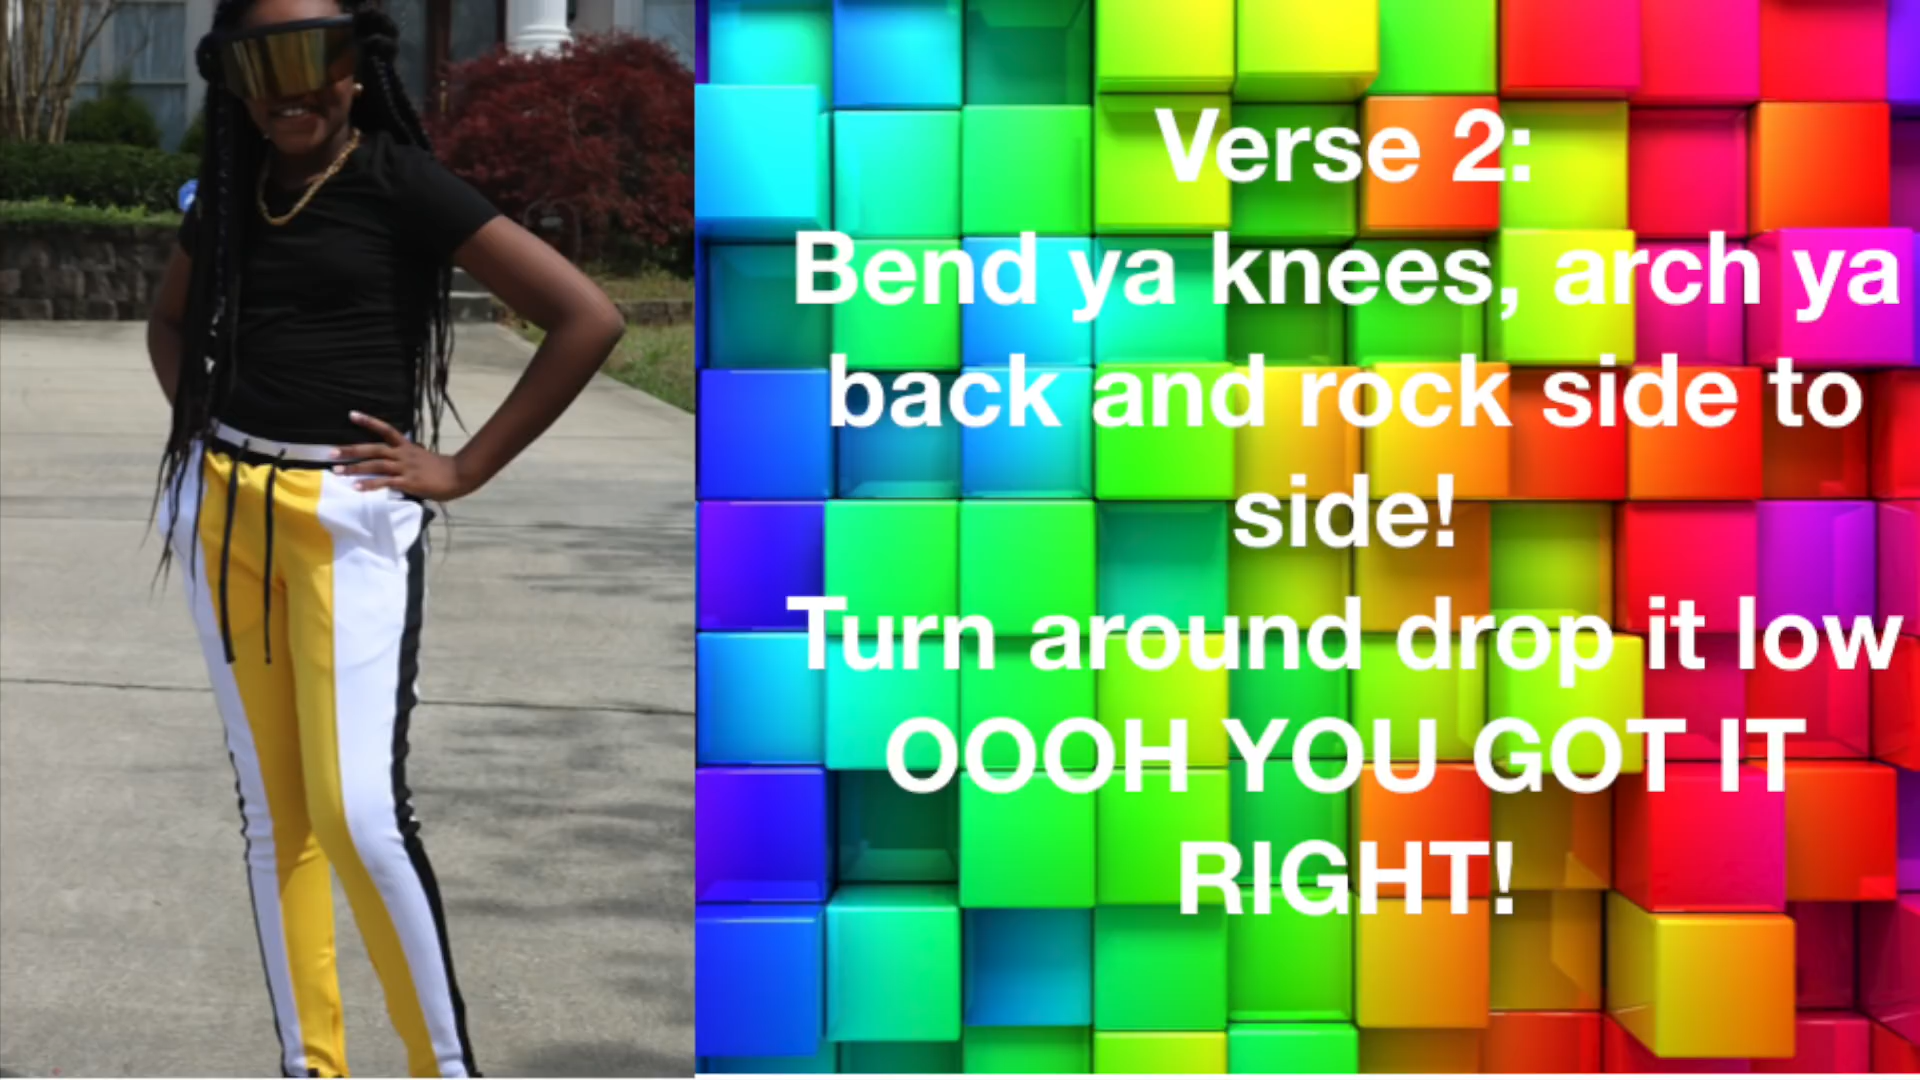 Verse 2:
Bend ya knees, arch ya
back and rock side to
side!
Turn around drop it low
OOOH YOU GOT IT
RIGHT!